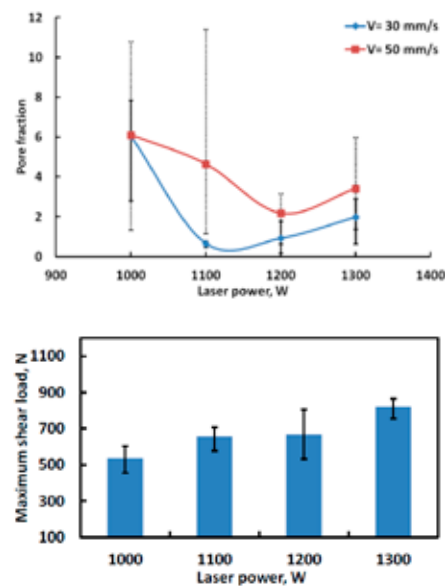 V= 30 mm/s
V= 50 mm/s
Pore fraction
12
10
8
6
4
2
0
900 1000 1100 1200 1300 1400
Laser power, W
Maximum shear load, N
1100
900
700
500
300
100
1000 1100 1200 1300
Laser power, W